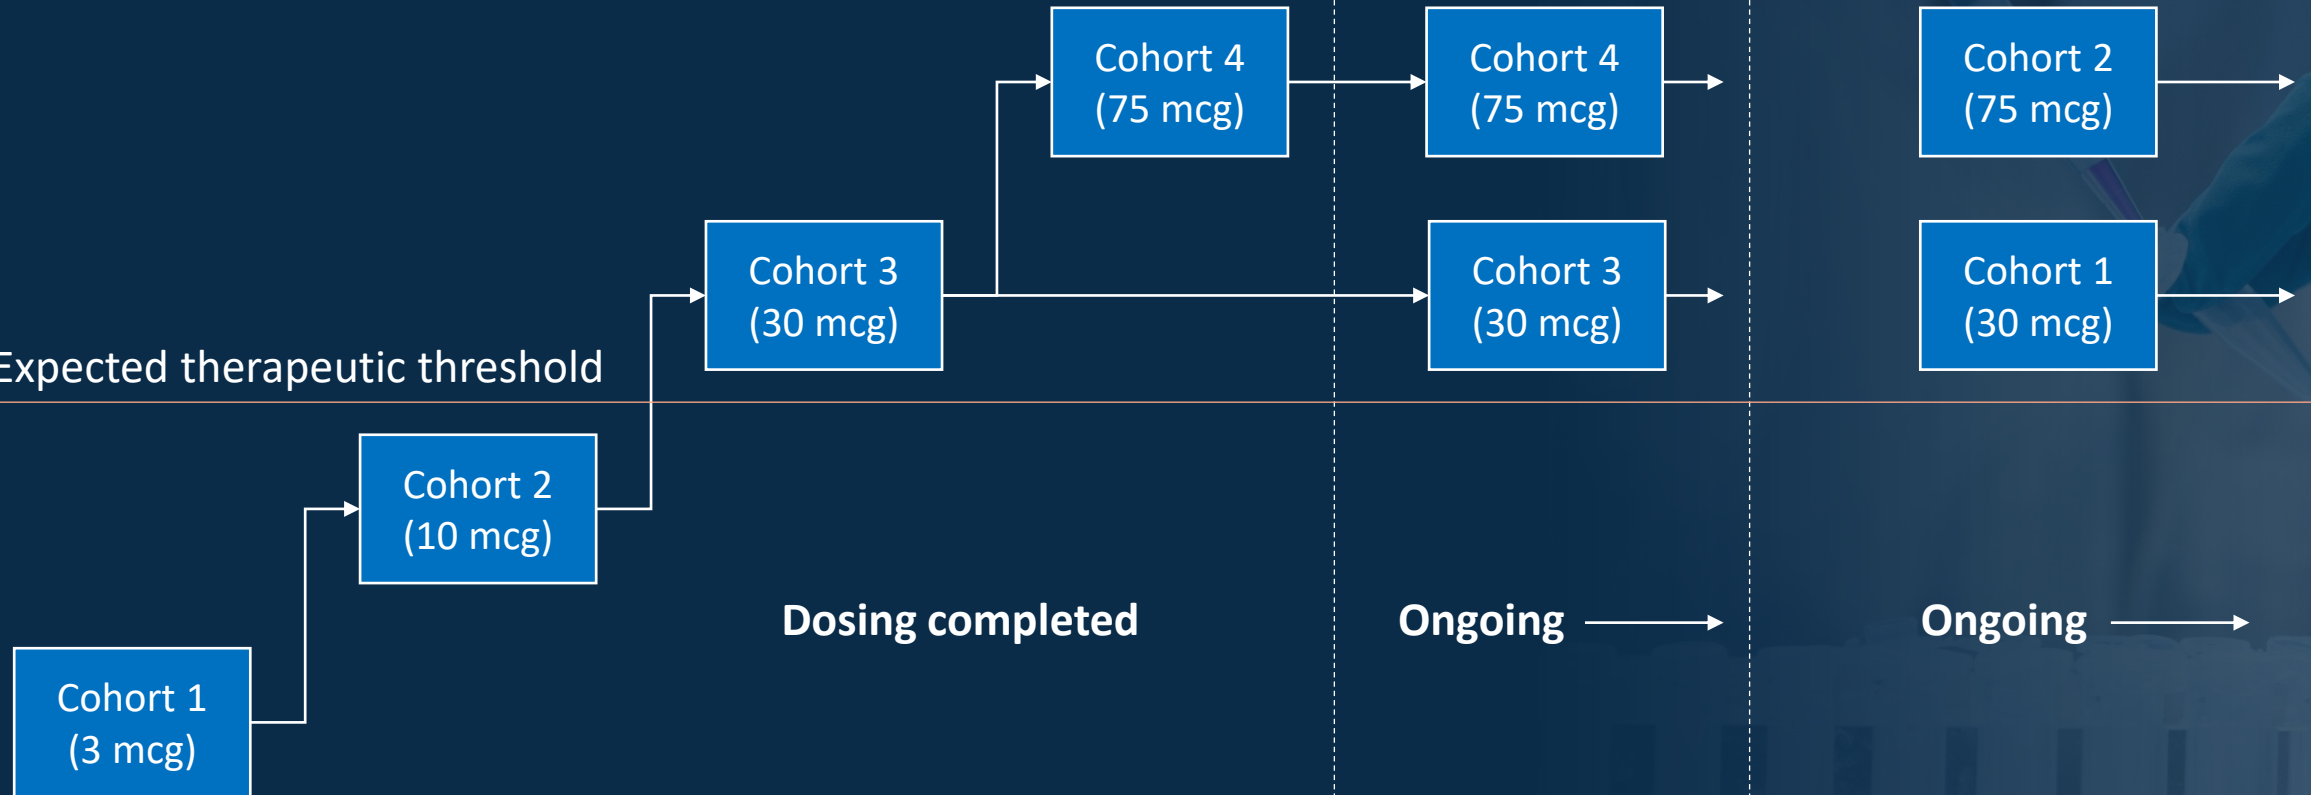 Cohort 4
(75 mcg)
Cohort 4
(75 mcg)
Cohort 2
(75 mcg)
Cohort 3
(30 mcg)
Cohort 3
(30 mcg)
Cohort 1
(30 mcg)
Expected therapeutic threshold
Cohort 2
(10 mcg)
Dosing completed
Ongoing
Ongoing
Cohort 1
(3 mcg)